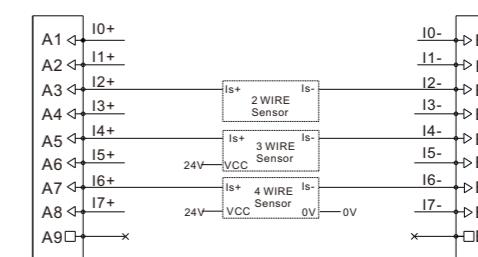 A1 I0+ I0-
A2 I1+ I1-
A3 I2+ Is+ Is- I2-
2 WIRE
Sensor
A4 I3+ I3-
A5 I4+ Is+ Is- I4-
3 WIRE
Sensor
A6 I5+ 24V VCC I5-
A7 I6+ Is+ 4 WIRE Is- I6-
Sensor
A8 I7+ 24V VCC 0V 0V I7-
A9